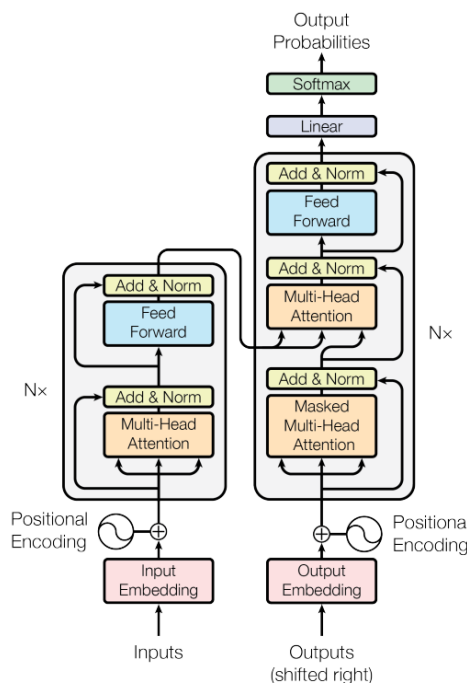 Output
Probabilities
Softmax
Linear
Add & Norm
Feed
Forward
Add & Norm
Multi-Head
Attention
Add & Norm
Masked
Multi-Head
Attention
Nx
Add & Norm
Feed
Forward
Add & Norm
Multi-Head
Attention
Nx
Positional
Encoding
Positiona
Encoding
Input
Embedding
Output
Embedding
Inputs
Outputs
(shifted right)